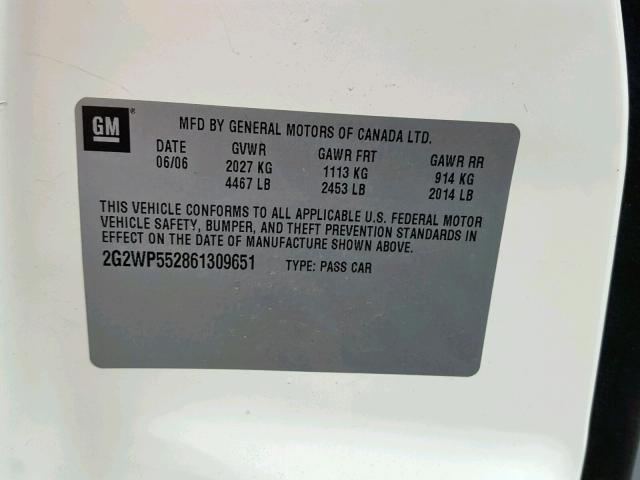 GM®
MFD BY GENERAL MOTORS OF CANADA LTD.
DATE GVWR GAWR FRT GAWR RR
06/06 2027 KG 1113 KG 914 KG
4467 LB 2453 LB 2014 LB
THIS VEHICLE CONFORMS TO ALL APPLICABLE U.S. FEDERAL MOTOR
VEHICLE SAFETY, BUMPER, AND THEFT PREVENTION STANDARDS IN
EFFECT ON THE DATE OF MANUFACTURE SHOWN ABOVE.
2G2WP552861309651 TYPE: PASS CAR